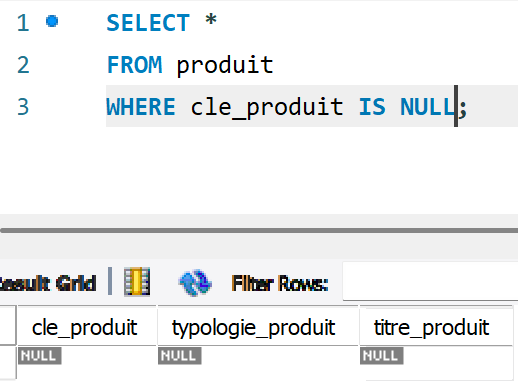 1 SELECT *
2 FROM produit
3 WHERE cle_produit IS NULL;
Result Grid Filter Rows:
cle_produit typologie_produit titre_produit
NULL NULL NULL